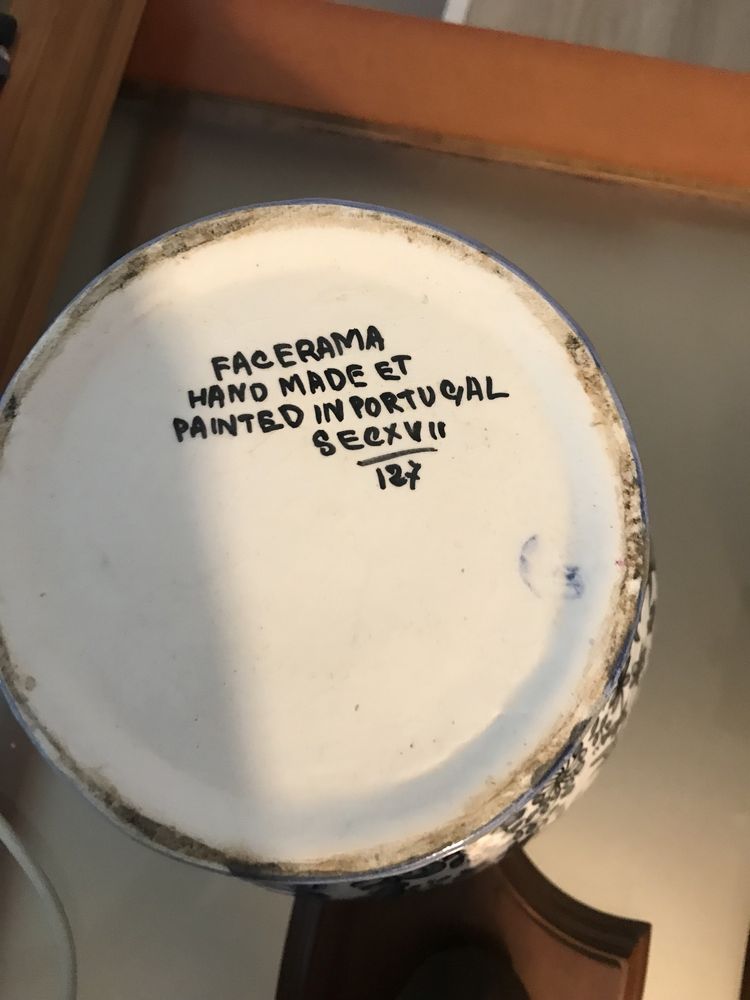 FACERAMA
HAND MADE ET
PAINTED IN PORTUGAL
SECXVII
127